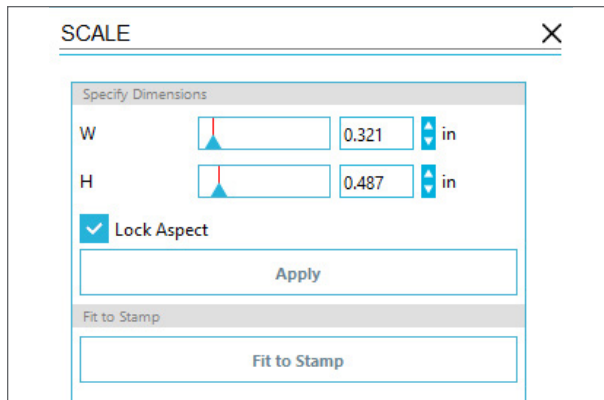 SCALE
Specify Dimensions
W 0.321 in
H 0.487 in
Lock Aspect
Apply
Fit to Stamp
Fit to Stamp